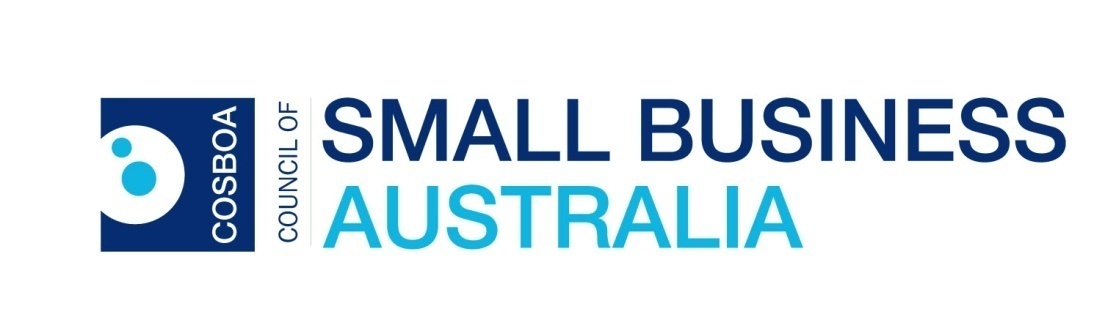 COSBOA
COUNCIL OF
SMALL BUSINESS
AUSTRALIA